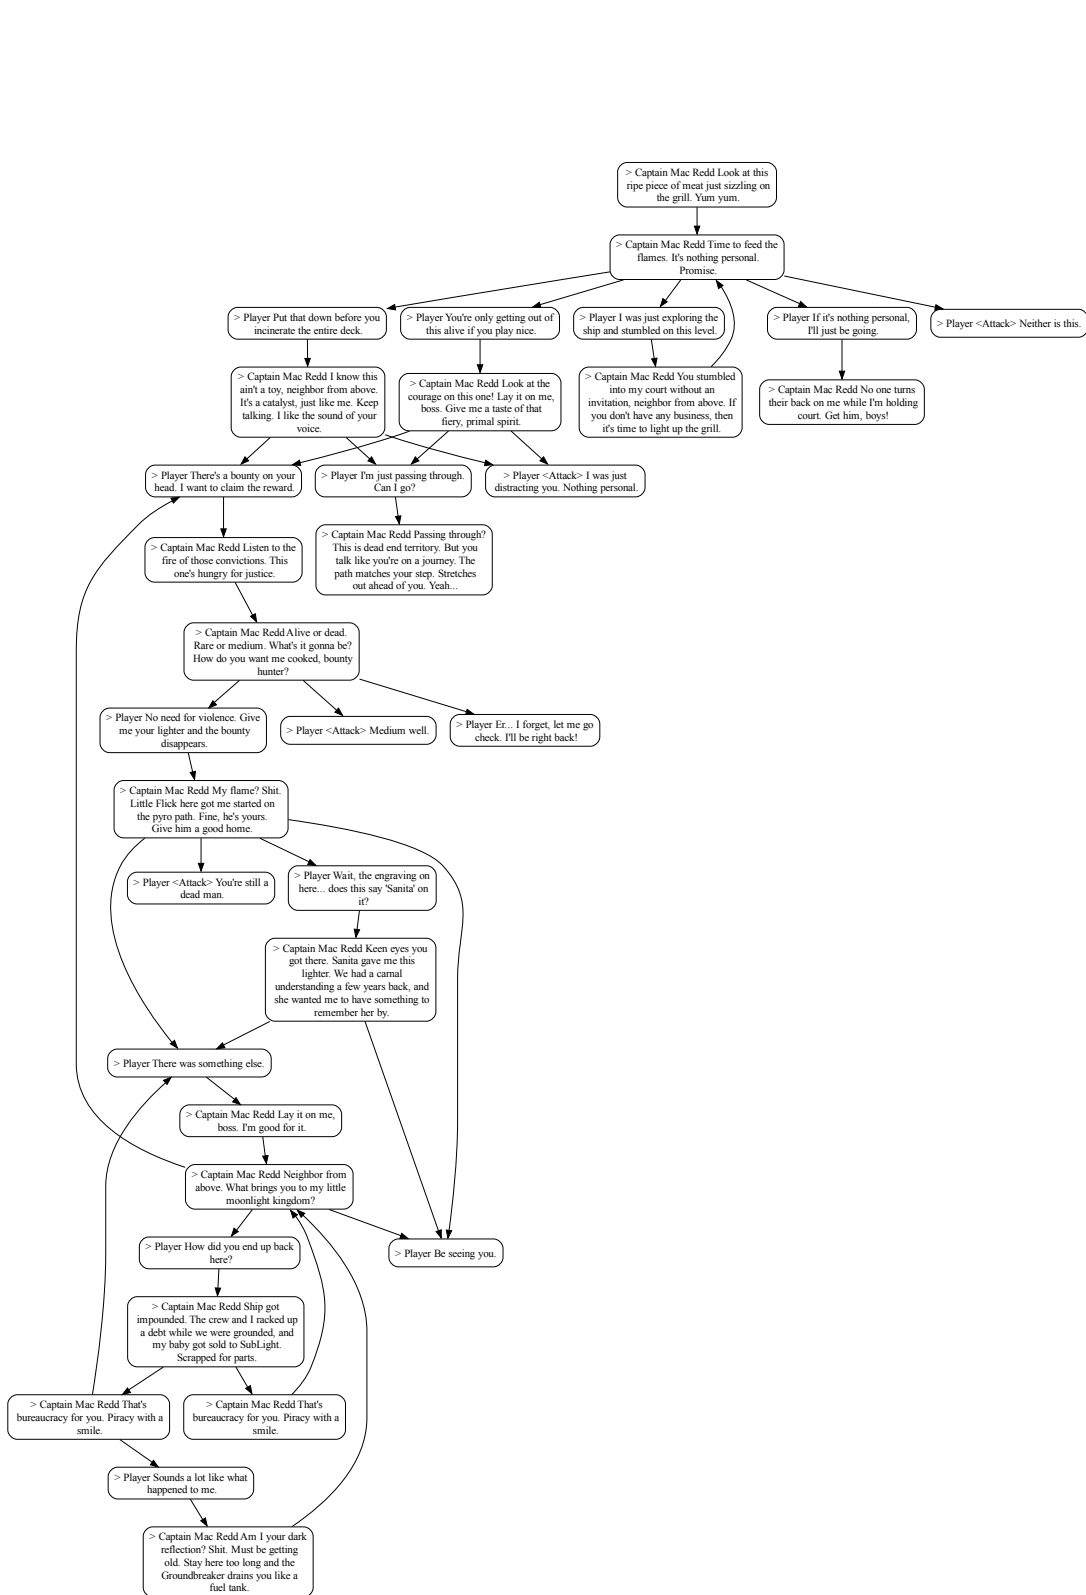 > Captain Mac Redd Look at this
ripe piece of meat just sizzling on
the grill. Yum yum.
> Captain Mac Redd Time to feed the
flames. It's nothing personal.
Promise.
> Player Put that down before you
incinerate the entire deck.
> Player You're only getting out of
this alive if you play nice.
> Player I was just exploring the
ship and stumbled on this level.
> Player If it's nothing personal,
I'll just be going.
> Player <Attack> Neither is this.
> Captain Mac Redd I know this
ain't a toy, neighbor from above.
It's a catalyst, just like me. Keep
talking. I like the sound of your
voice.
> Captain Mac Redd Look at the
courage on this one! Lay it on me,
boss. Give me a taste of that
fiery, primal spirit.
> Captain Mac Redd You stumbled
into my court without an
invitation, neighbor from above. If
you don't have any business, then
it's time to light up the grill.
> Captain Mac Redd No one turns
their back on me while I'm holding
court. Get him, boys!
> Player There's a bounty on your
head. I want to claim the reward.
> Player I'm just passing through.
Can I go?
> Player <Attack> I was just
distracting you. Nothing personal.
> Captain Mac Redd Listen to the
fire of those convictions. This
one's hungry for justice.
> Captain Mac Redd Passing through?
This is dead end territory. But you
talk like you're on a journey. The
path matches your step. Stretches
out ahead of you. Yeah...
> Captain Mac Redd Alive or dead.
Rare or medium. What's it gonna be?
How do you want me cooked, bounty
hunter?
> Player No need for violence. Give
me your lighter and the bounty
disappears.
> Player <Attack> Medium well.
> Player Er... I forget, let me go
check. I'll be right back!
> Captain Mac Redd My flame? Shit.
Little Flick here got me started on
the pyro path. Fine, he's yours.
Give him a good home.
> Player <Attack> You're still a
dead man.
> Player Wait, the engraving on
here... does this say 'Sanita' on
it?
> Captain Mac Redd Keen eyes you
got there. Sanita gave me this
lighter. We had a carnal
understanding a few years back, and
she wanted me to have something to
remember her by.
> Player There was something else.
> Captain Mac Redd Lay it on me,
boss. I'm good for it.
> Captain Mac Redd Neighbor from
above. What brings you to my little
moonlight kingdom?
> Player How did you end up back
here?
> Player Be seeing you.
> Captain Mac Redd Ship got
impounded. The crew and I racked up
a debt while we were grounded, and
my baby got sold to SubLight.
Scrapped for parts.
> Captain Mac Redd That's
bureaucracy for you. Piracy with a
smile.
> Captain Mac Redd That's
bureaucracy for you. Piracy with a
smile.
> Player Sounds a lot like what
happened to me.
> Captain Mac Redd Am I your dark
reflection? Shit. Must be getting
old. Stay here too long and the
Groundbreaker drains you like a
fuel tank.